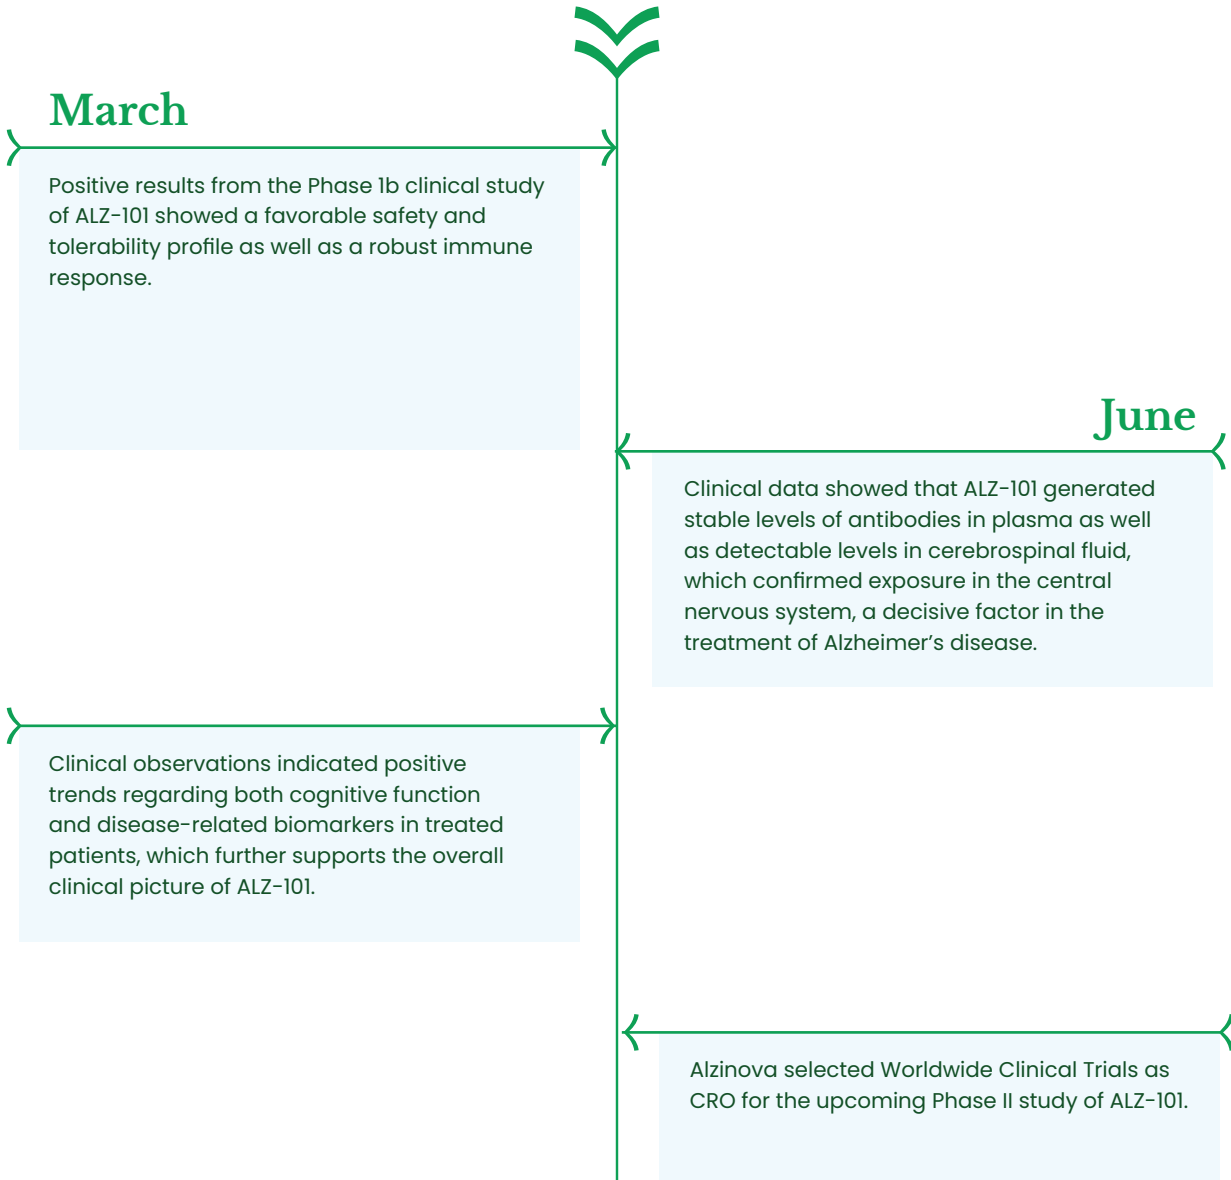 March
Positive results from the Phase 1b clinical study
of ALZ-101 showed a favorable safety and
tolerability profile as well as a robust immune
response.
June
Clinical data showed that ALZ-101 generated
stable levels of antibodies in plasma as well
as detectable levels in cerebrospinal fluid,
which confirmed exposure in the central
nervous system, a decisive factor in the
treatment of Alzheimer’s disease.
Clinical observations indicated positive
trends regarding both cognitive function
and disease-related biomarkers in treated
patients, which further supports the overall
clinical picture of ALZ-101.
Alzinova selected Worldwide Clinical Trials as
CRO for the upcoming Phase II study of ALZ-101.